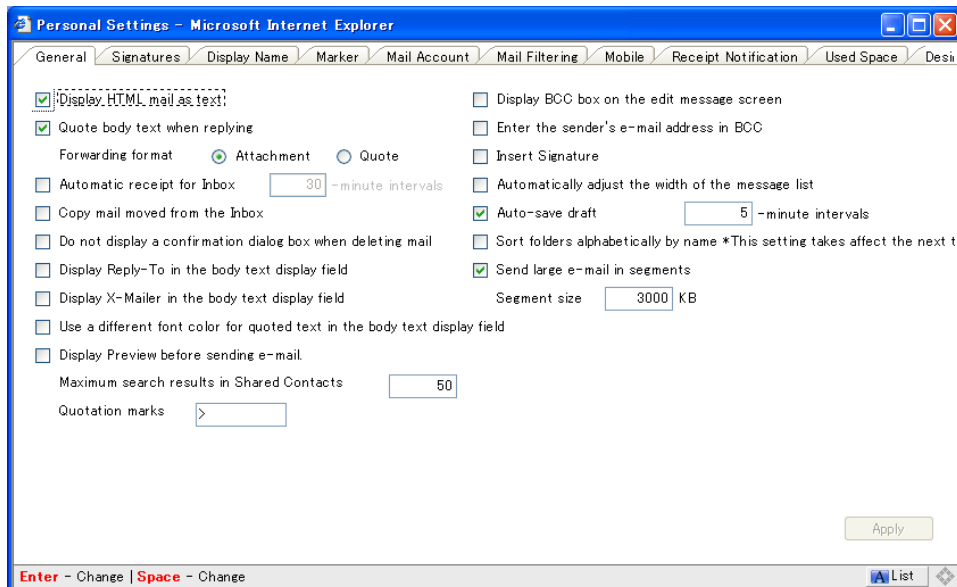 Personal Settings - Microsoft Internet Explorer
General Signatures Display Name Marker Mail Account Mail Filtering Mobile Receipt Notification Used Space
Display HTML mail as text
Quote body text when replying
Forwarding format Attachment Quote
Automatic receipt for Inbox 30 -minute intervals
Copy mail moved from the Inbox
Do not display a confirmation dialog box when deleting mail
Display Reply-To in the body text display field
Display X-Mailer in the body text display field
Use a different font color for quoted text in the body text display field
Display Preview before sending e-mail.
Maximum search results in Shared Contacts 50
Quotation marks >
Display BCC box on the edit message screen
Enter the sender's e-mail address in BCC
Insert Signature
Automatically adjust the width of the message list
Auto-save draft 5 -minute intervals
Sort folders alphabetically by name *This setting takes affect the next t
Send large e-mail in segments
Segment size 3000 KB
Apply
Enter - Change | Space - Change
A List